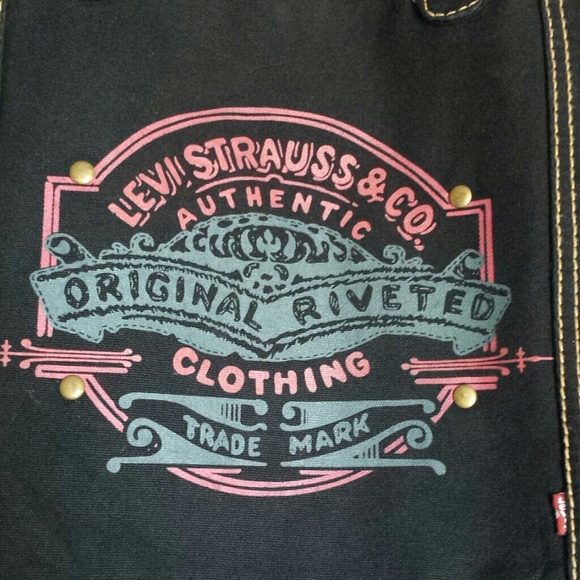 LEVI STRAUSS & CO.
AUTHENTIC
ORIGINAL RIVETED
CLOTHING
TRADE MARK